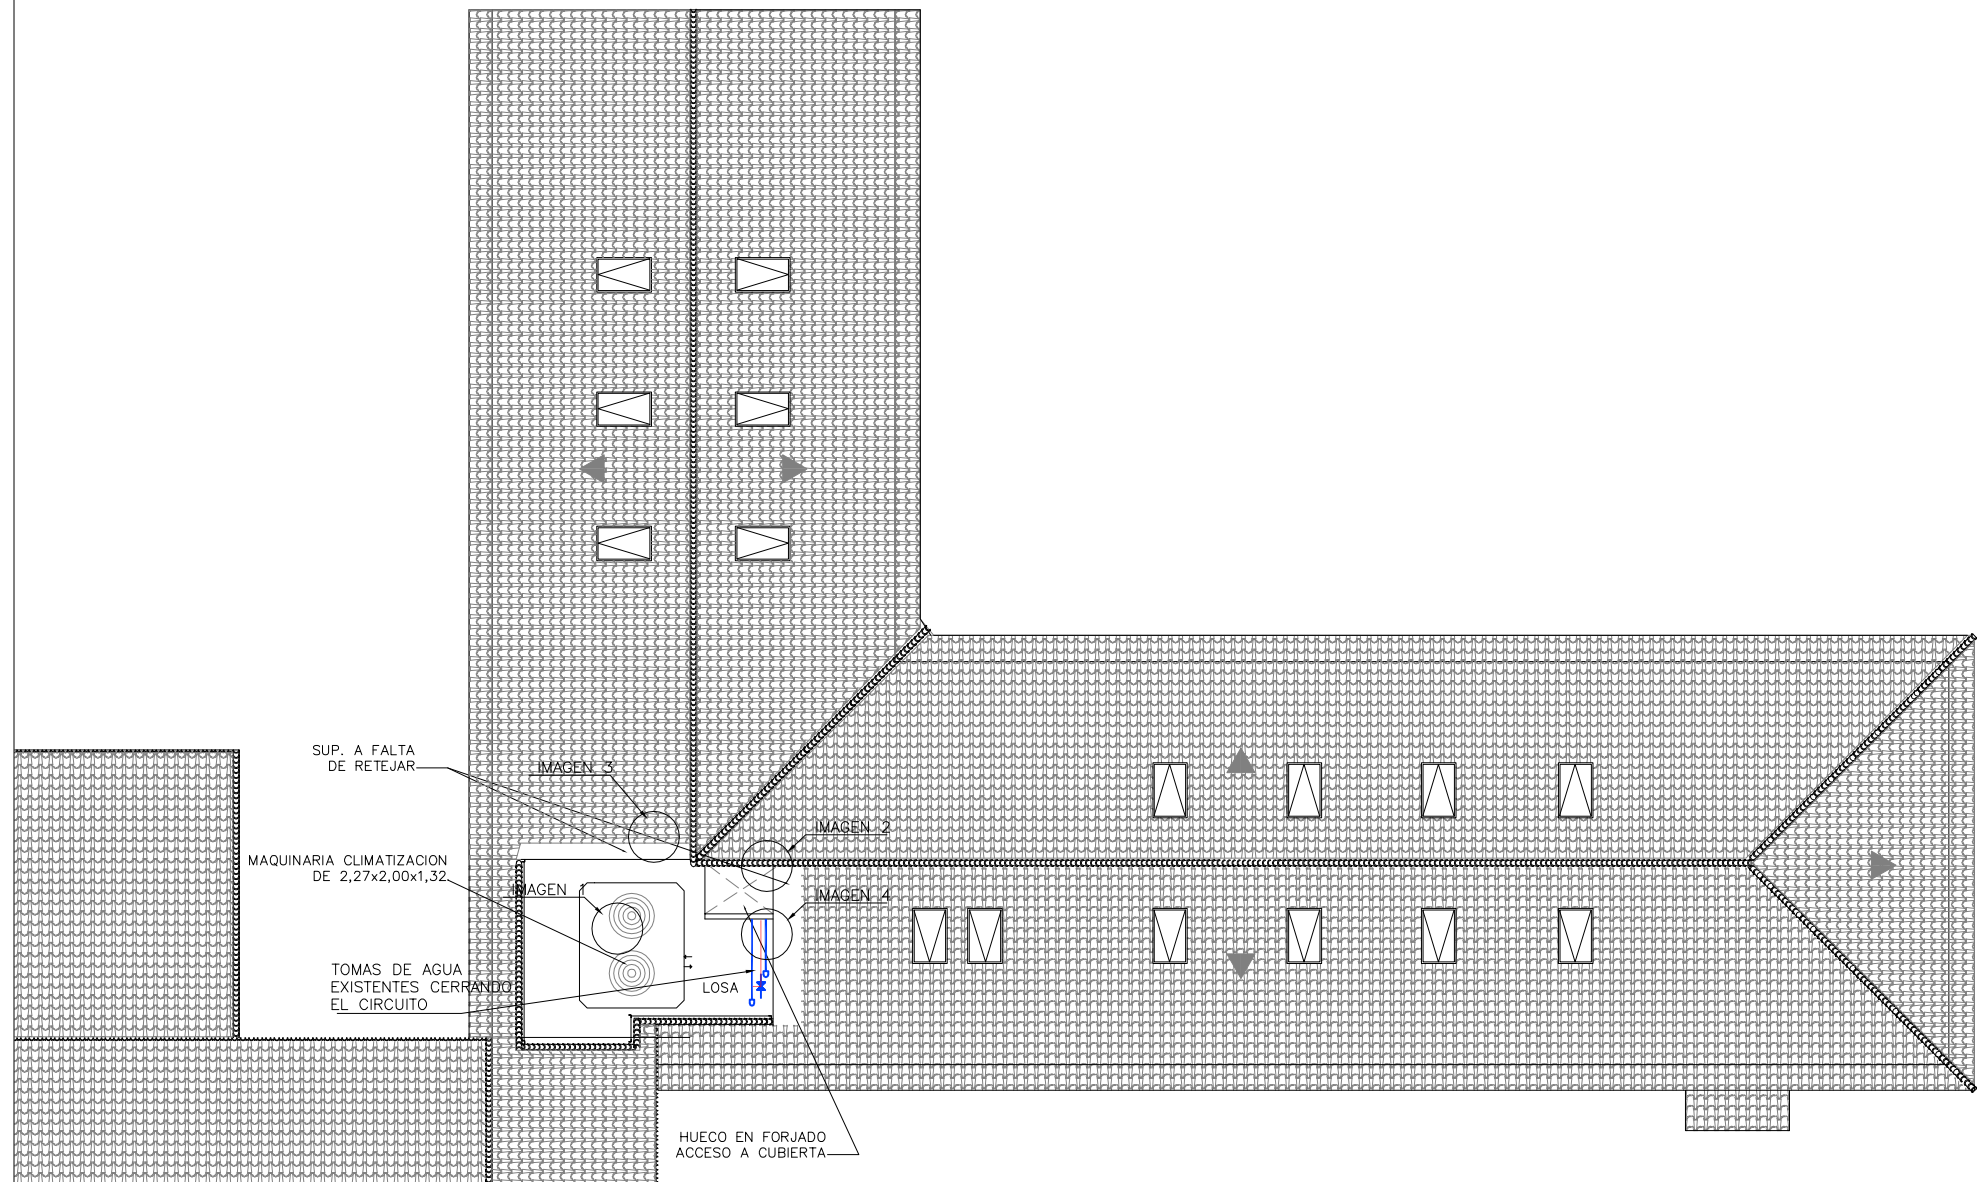 SUP. A FALTA
DE RETEJAR
IMAGEN 3
IMAGEN 2
MAQUINARIA CLIMATIZACION
DE 2,27x2,00x1,32
IMAGEN 1
IMAGEN 4
TOMAS DE AGUA
EXISTENTES CERRANDO
EL CIRCUITO
LOSA
HUECO EN FORJADO
ACCESO A CUBIERTA